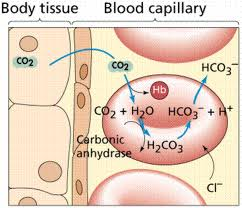 Body tissue
Blood capillary
CO2
CO2
HCO3⁻
Hb
CO2 + H2O
HCO3⁻ + H⁺
Carbonic
anhydrase
H2CO3
Cl⁻